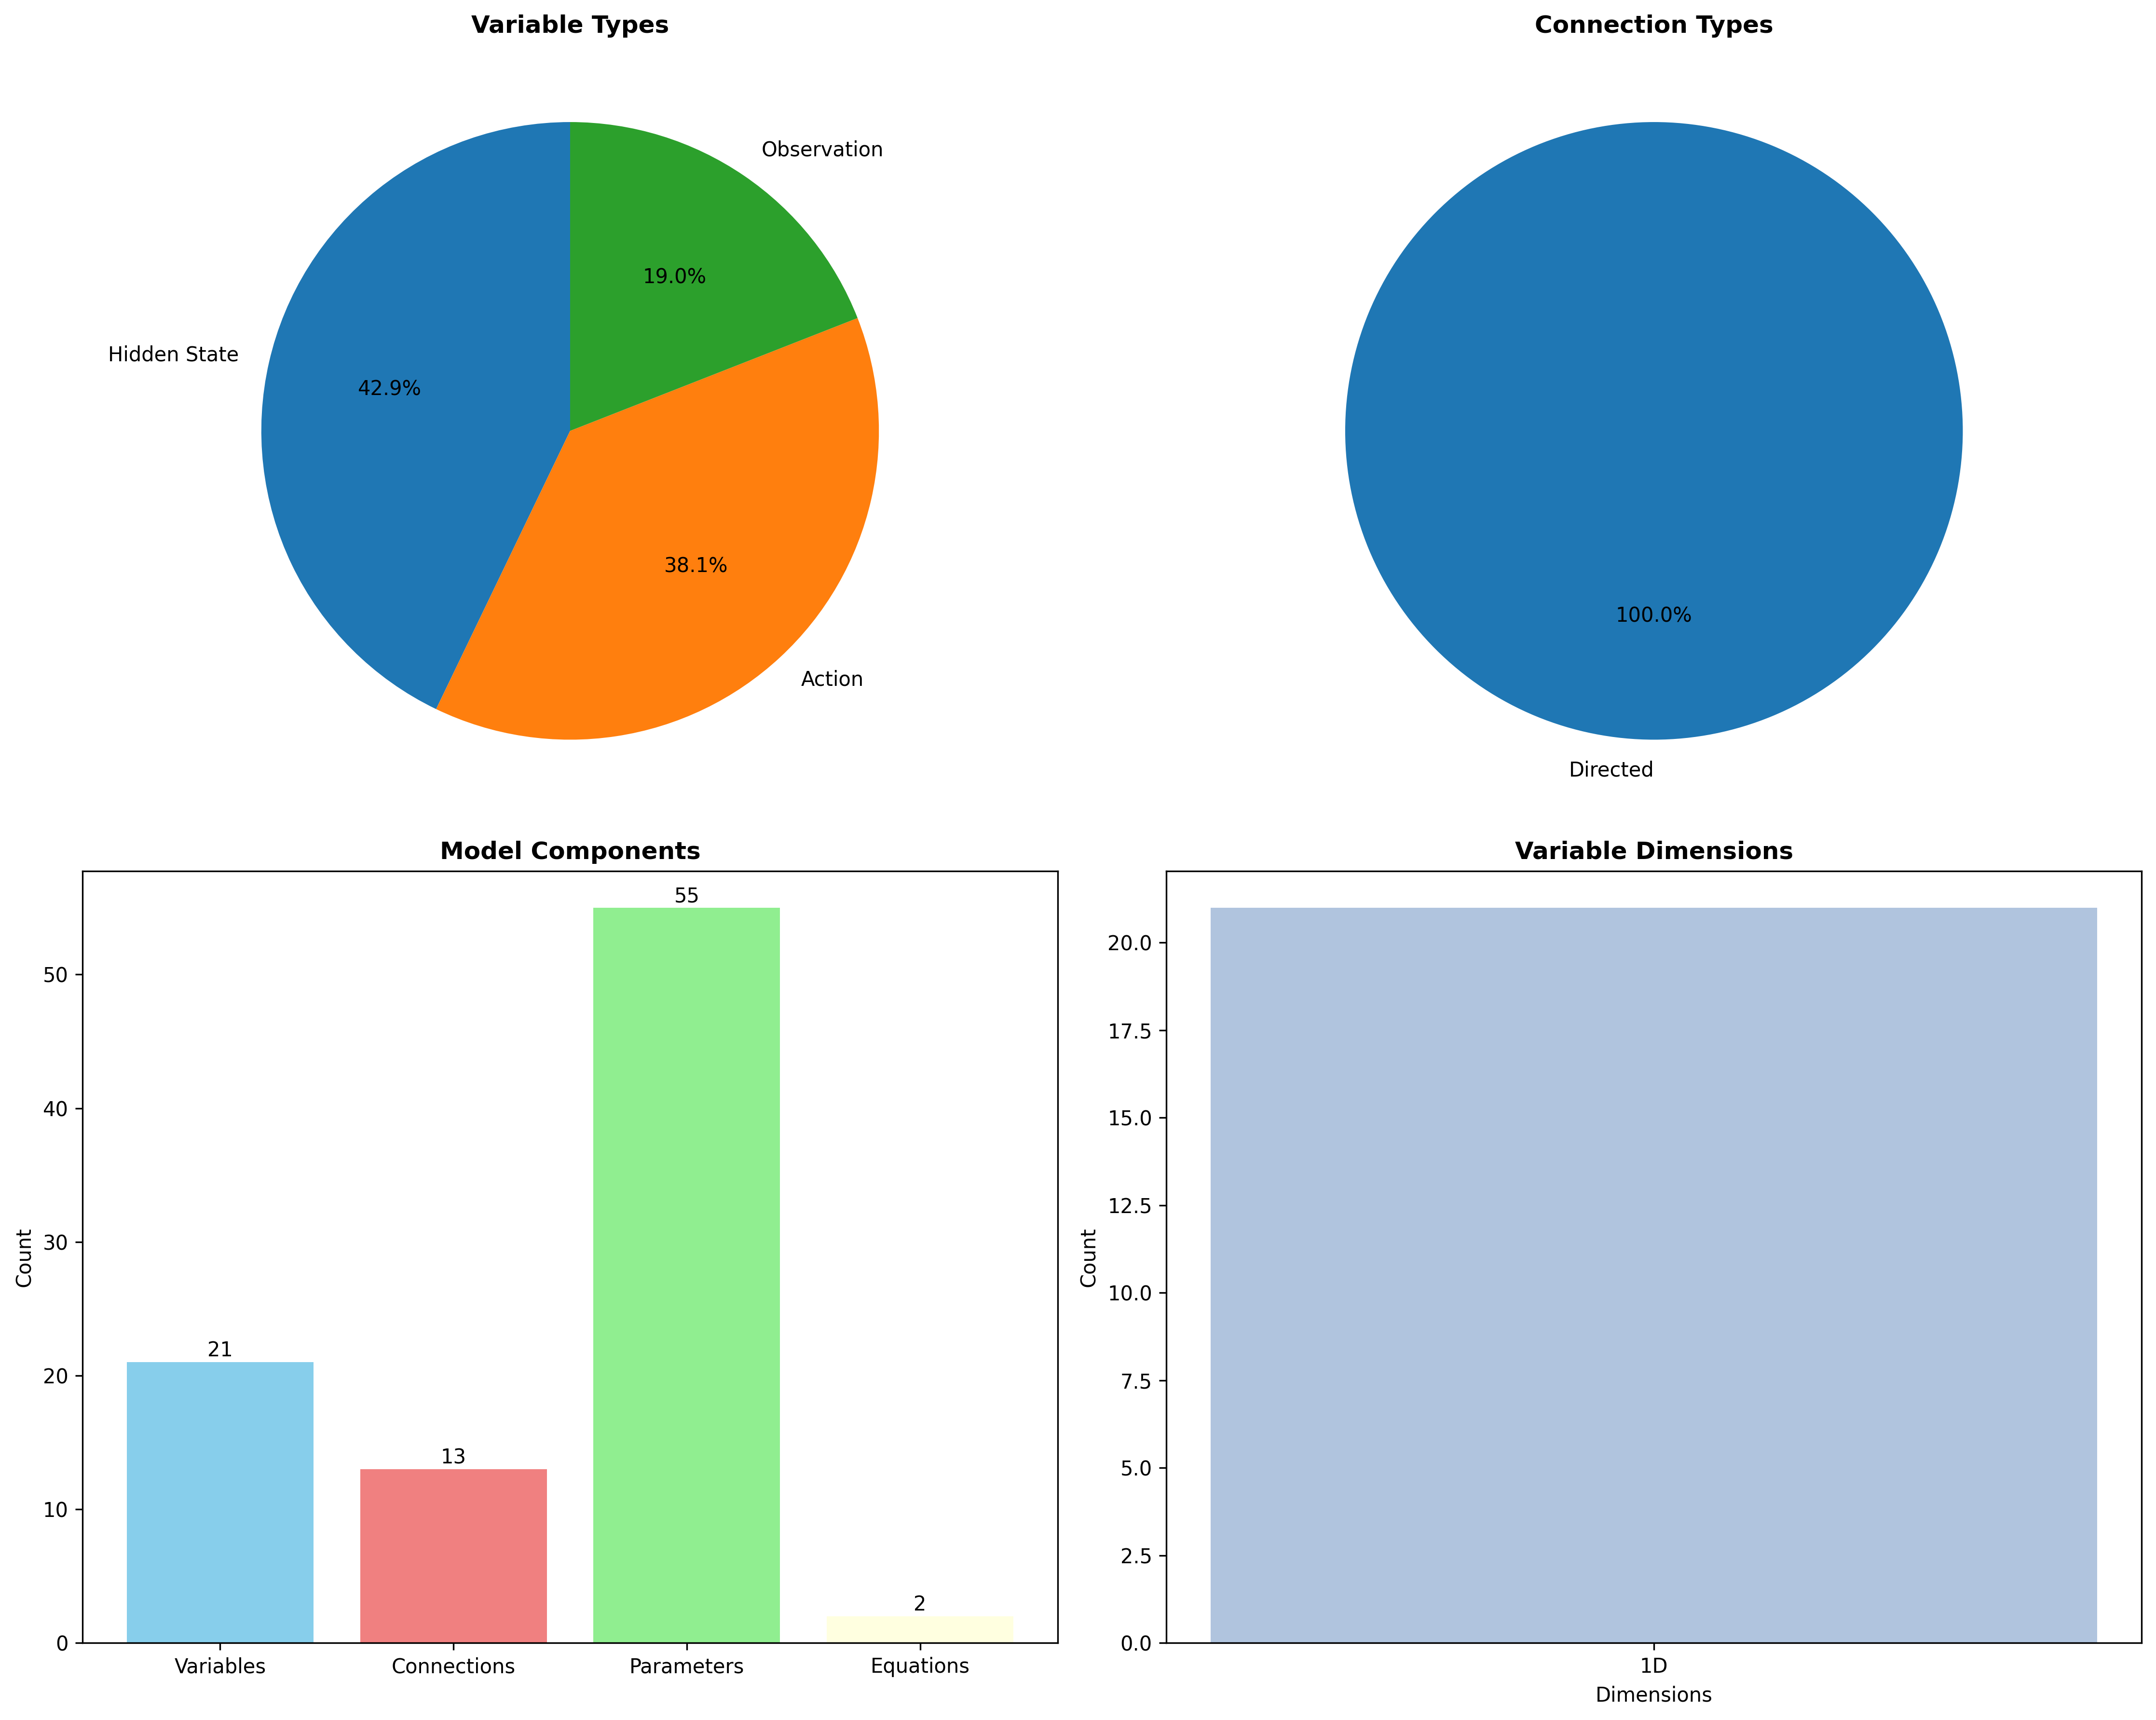 Variable Types
Observation
19.0%
Hidden State
42.9%
38.1%
Action
Connection Types
100.0%
Directed
Model Components
Count
50
40
30
20
10
0
55
21
13
2
Variables Connections Parameters Equations
Variable Dimensions
Count
20.0
17.5
15.0
12.5
10.0
7.5
5.0
2.5
0.0
1D
Dimensions